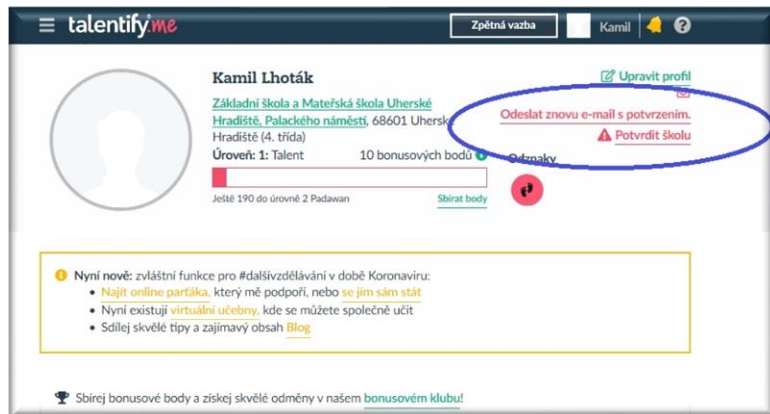 talentify.me
Zpětná vazba
Kamil
Kamil Lhoták
Upravit profil
Základní škola a Mateřská škola Uherské
Hradiště, Palackého náměstí, 68601 Uherské
Hradiště (4. třída)
Odeslat znovu e-mail s potvrzením.
Potvrdit školu
Úroveň: 1: Talent
10 bonusových bodů
Odznaky
Ještě 190 do úrovně 2 Padawan
Sbírat body
Nyní nově: zvláštní funkce pro #dalšívzdělávání v době Koronaviru:
• Najít online parťáka, který mě podpoří, nebo se jím sám stát
• Nyní existují virtuální učebny, kde se můžete společně učit
• Sdílej skvělé tipy a zajímavý obsah Blog
Sbírej bonusové body a získej skvělé odměny v našem bonusovém klubu!